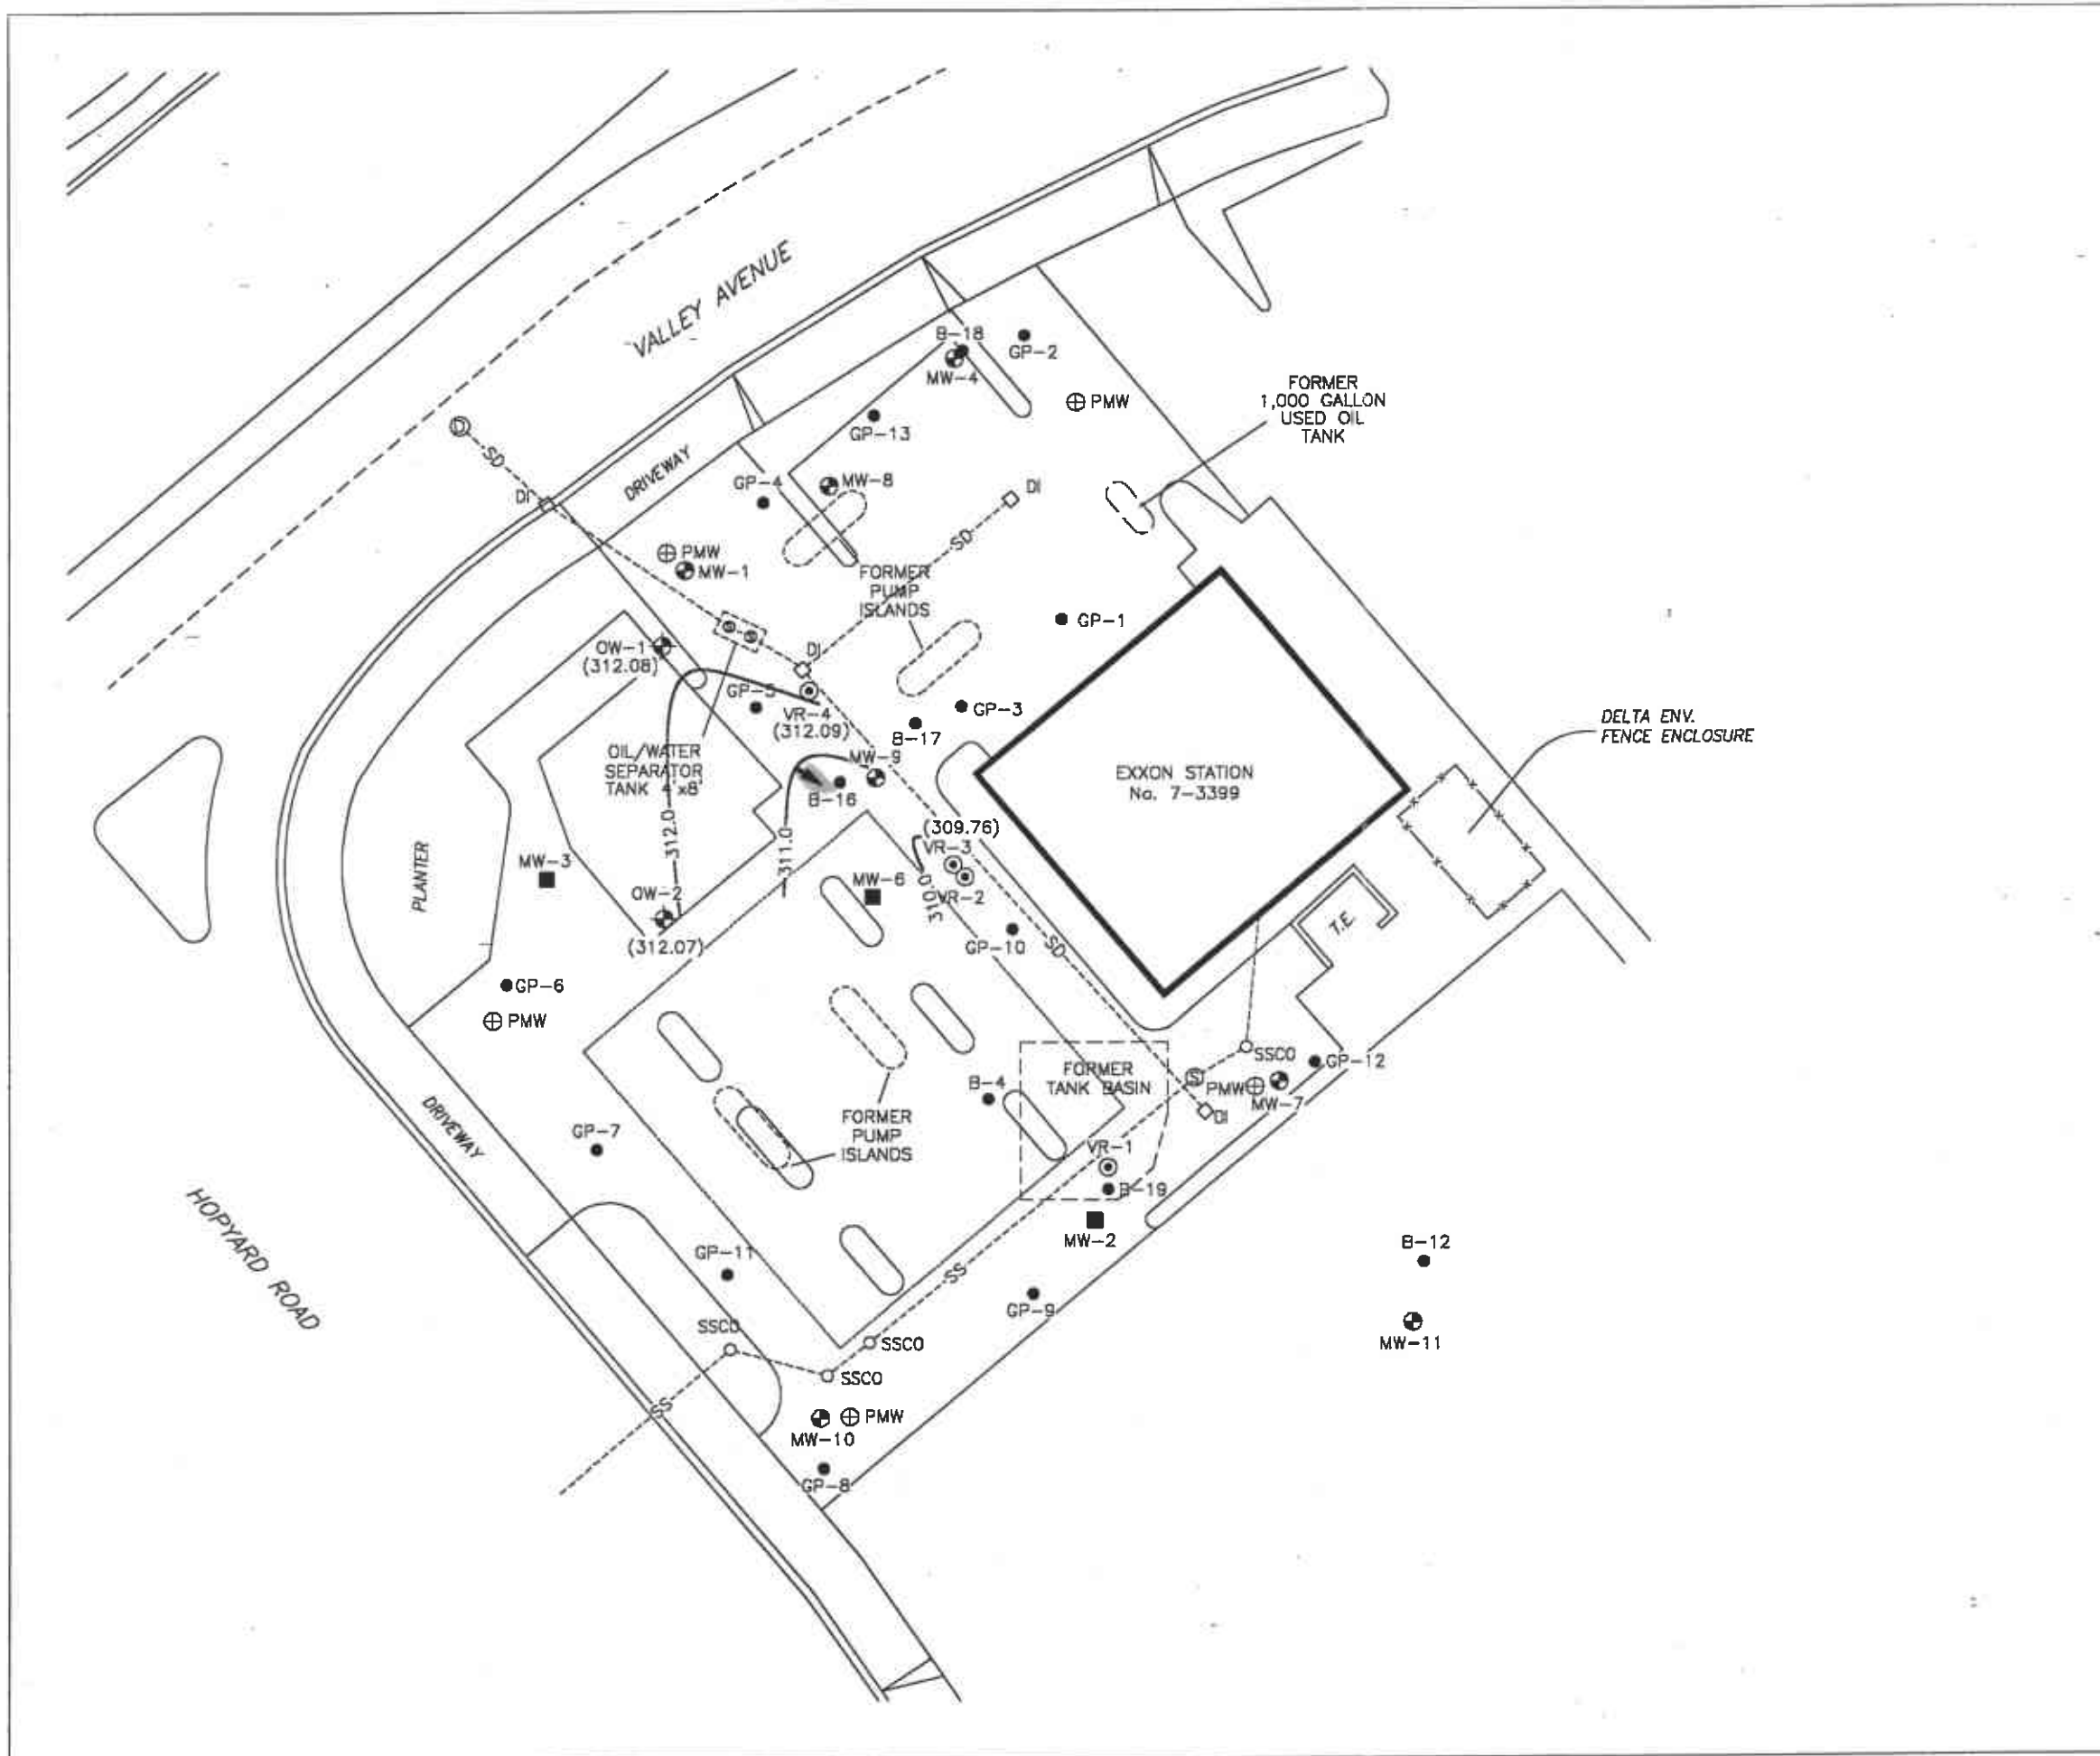 VALLEY AVENUE
B-18
GP-2
MW-4
PMW
FORMER
1,000 GALLON
USED OIL
TANK
GP-13
D
SD
DI
DRIVEWAY
GP-4
MW-8
DI
SD
PMW
MW-1
FORMER
PUMP
ISLANDS
GP-1
S
S
OW-1
(312.08)
DI
GP-5
VR-4
(312.09)
GP-3
B-17
DELTA ENV.
FENCE ENCLOSURE
OIL/WATER
SEPARATOR
TANK 4'x8'
MW-9
B-16
EXXON STATION
No. 7-3399
312.0
311.0
(309.76)
VR-3
PLANTER
MW-3
MW-6
310.0
VR-2
OW-2
(312.07)
GP-10
SD
T.E.
GP-6
PMW
SSCO
GP-12
FORMER
TANK BASIN
S
PMW
MW-7
B-4
DI
DRIVEWAY
GP-7
FORMER
PUMP
ISLANDS
VR-1
B-19
HOPYARD ROAD
MW-2
B-12
GP-11
SS
GP-9
SSCO
SSCO
MW-11
SSCO
SS
PMW
MW-10
GP-8